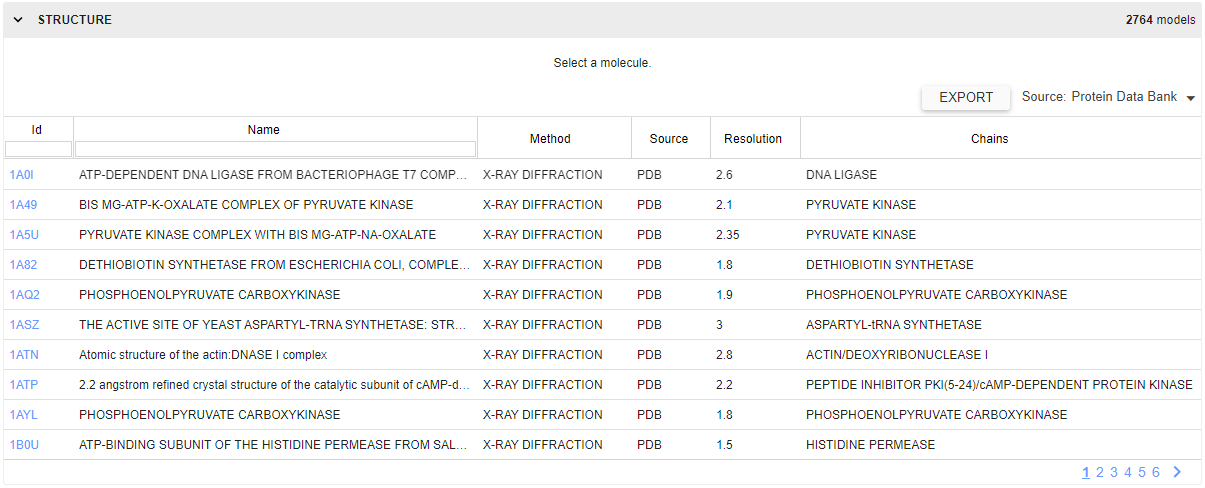 STRUCTURE 2764 models
Select a molecule.
EXPORT Source: Protein Data Bank
Id Name Method Source Resolution Chains
1A0I ATP-DEPENDENT DNA LIGASE FROM BACTERIOPHAGE T7 COMP... X-RAY DIFFRACTION PDB 2.6 DNA LIGASE
1A49 BIS MG-ATP-K-OXALATE COMPLEX OF PYRUVATE KINASE X-RAY DIFFRACTION PDB 2.1 PYRUVATE KINASE
1A5U PYRUVATE KINASE COMPLEX WITH BIS MG-ATP-NA-OXALATE X-RAY DIFFRACTION PDB 2.35 PYRUVATE KINASE
1A82 DETHIOBIOTIN SYNTHETASE FROM ESCHERICHIA COLI, COMPLE... X-RAY DIFFRACTION PDB 1.8 DETHIOBIOTIN SYNTHETASE
1AQ2 PHOSPHOENOLPYRUVATE CARBOXYKINASE X-RAY DIFFRACTION PDB 1.9 PHOSPHOENOLPYRUVATE CARBOXYKINASE
1ASZ THE ACTIVE SITE OF YEAST ASPARTYL-TRNA SYNTHETASE: STR... X-RAY DIFFRACTION PDB 3 ASPARTYL-tRNA SYNTHETASE
1ATN Atomic structure of the actin:DNASE I complex X-RAY DIFFRACTION PDB 2.8 ACTIN/DEOXYRIBONUCLEASE I
1ATP 2.2 angstrom refined crystal structure of the catalytic subunit of cAMP-d... X-RAY DIFFRACTION PDB 2.2 PEPTIDE INHIBITOR PKI(5-24)/cAMP-DEPENDENT PROTEIN KINASE
1AYL PHOSPHOENOLPYRUVATE CARBOXYKINASE X-RAY DIFFRACTION PDB 1.8 PHOSPHOENOLPYRUVATE CARBOXYKINASE
1B0U ATP-BINDING SUBUNIT OF THE HISTIDINE PERMEASE FROM SAL... X-RAY DIFFRACTION PDB 1.5 HISTIDINE PERMEASE
1 2 3 4 5 6